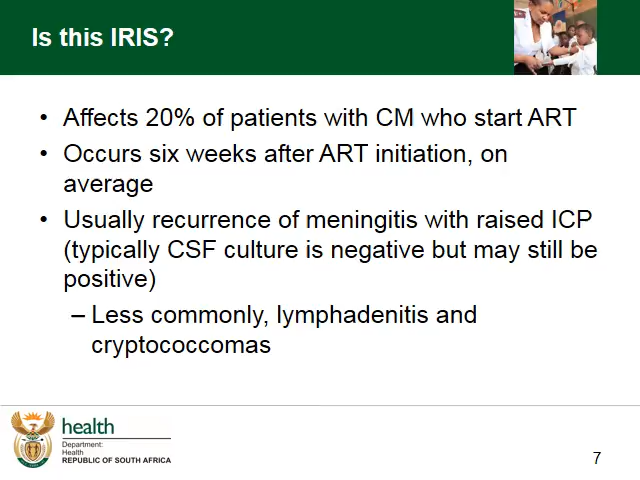 Is this IRIS?
• Affects 20% of patients with CM who start ART
• Occurs six weeks after ART initiation, on
average
• Usually recurrence of meningitis with raised ICP
(typically CSF culture is negative but may still be
positive)
– Less commonly, lymphadenitis and
cryptococcomas
health
Department:
Health
REPUBLIC OF SOUTH AFRICA
7